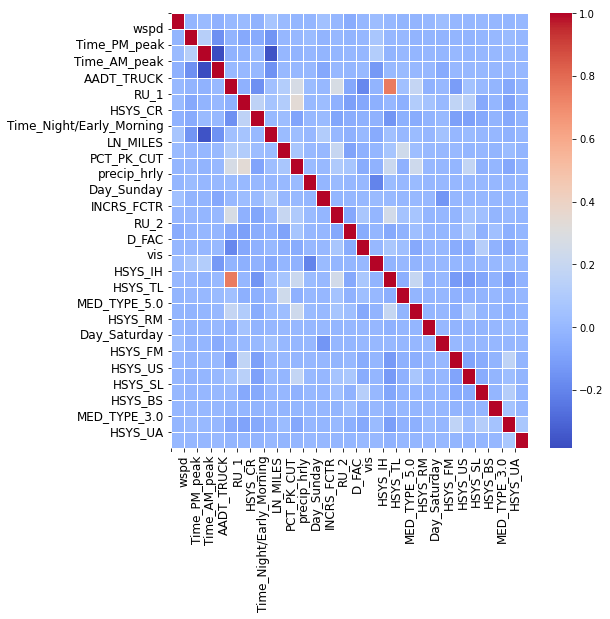 wspd
Time_PM_peak
Time_AM_peak
AADT_TRUCK
RU_1
HSYS_CR
Time_Night/Early_Morning
LN_MILES
PCT_PK_CUT
precip_hrly
Day_Sunday
INCRS_FCTR
RU_2
D_FAC
vis
HSYS_IH
HSYS_TL
MED_TYPE_5.0
HSYS_RM
Day_Saturday
HSYS_FM
HSYS_US
HSYS_SL
HSYS_BS
MED_TYPE_3.0
HSYS_UA
wspd
Time_PM_peak
Time_AM_peak
AADT_TRUCK
RU_1
HSYS_CR
Time_Night/Early_Morning
LN_MILES
PCT_PK_CUT
precip_hrly
Day_Sunday
INCRS_FCTR
RU_2
D_FAC
vis
HSYS_IH
HSYS_TL
MED_TYPE_5.0
HSYS_RM
Day_Saturday
HSYS_FM
HSYS_US
HSYS_SL
HSYS_BS
MED_TYPE_3.0
HSYS_UA
1.0
0.8
0.6
0.4
0.2
0.0
−0.2